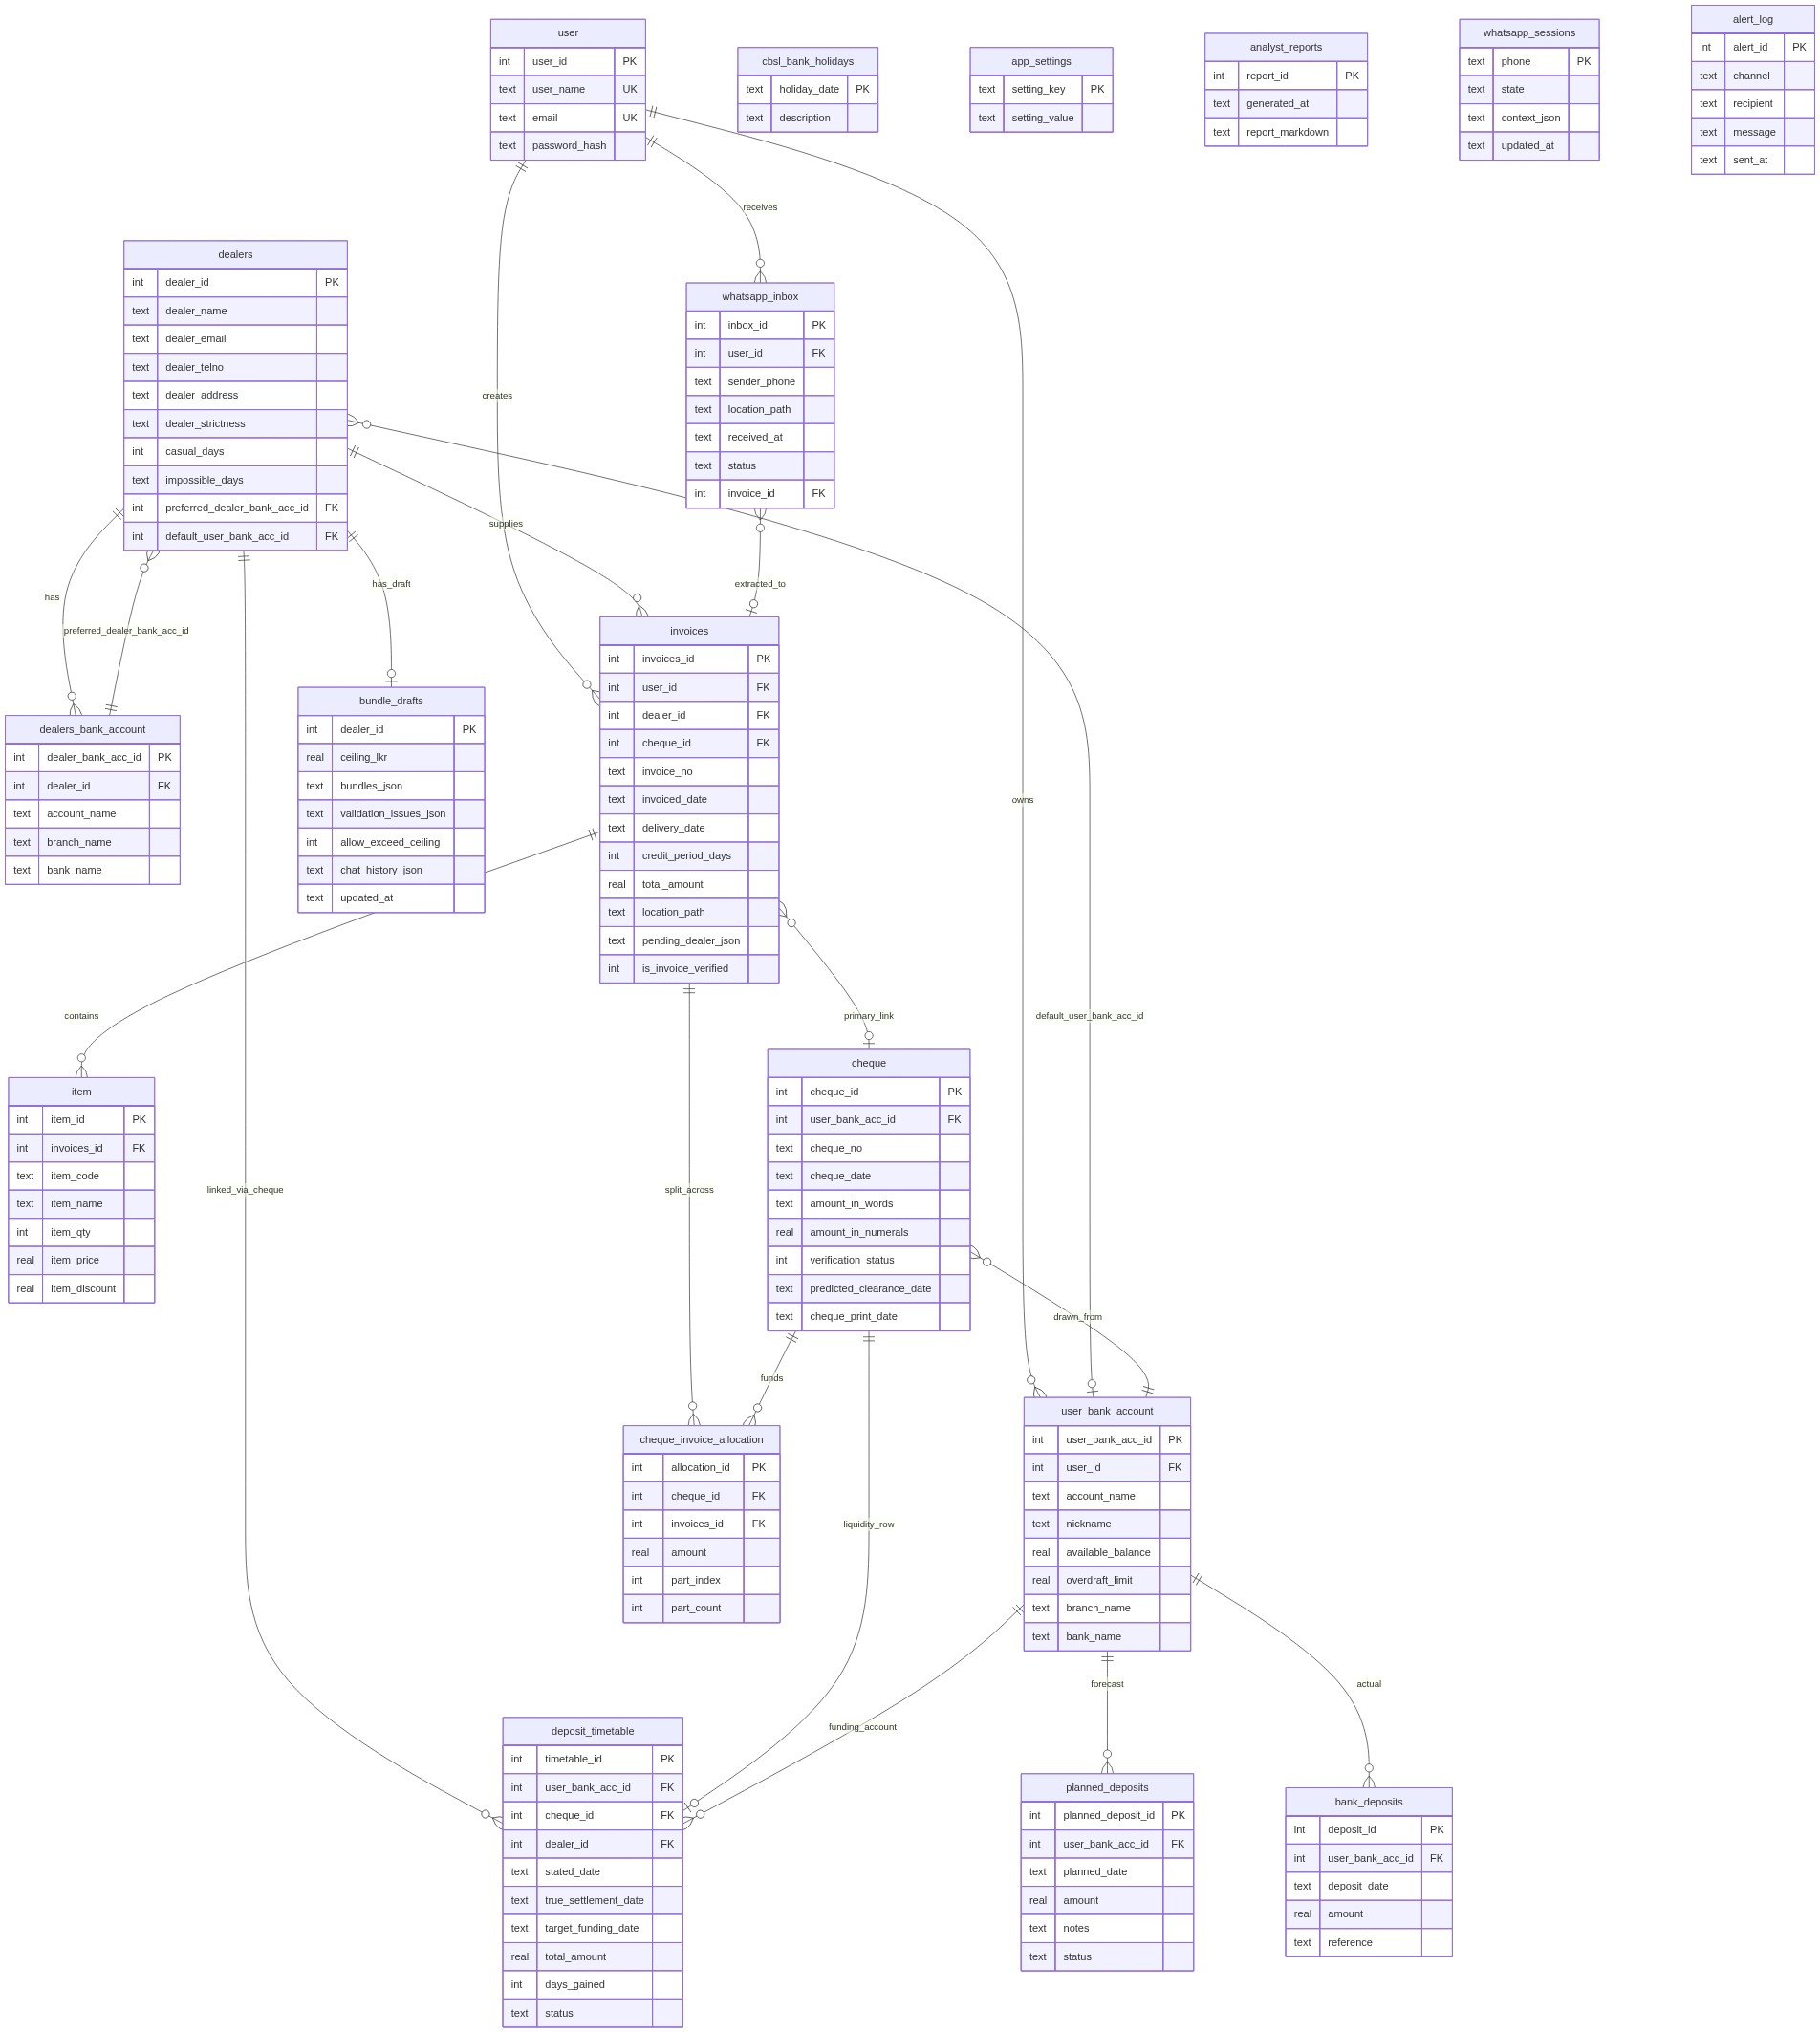 user
int user_id PK
text user_name UK
text email UK
text password_hash
cbsl_bank_holidays
text holiday_date PK
text description
app_settings
text setting_key PK
text setting_value
analyst_reports
int report_id PK
text generated_at
text report_markdown
whatsapp_sessions
text phone PK
text state
text context_json
text updated_at
alert_log
int alert_id PK
text channel
text recipient
text message
text sent_at
receives
dealers
int dealer_id PK
text dealer_name
text dealer_email
text dealer_telno
text dealer_address
text dealer_strictness
int casual_days
text impossible_days
int preferred_dealer_bank_acc_id FK
int default_user_bank_acc_id FK
whatsapp_inbox
int inbox_id PK
int user_id FK
text sender_phone
text location_path
text received_at
text status
int invoice_id FK
creates
supplies
has
preferred_dealer_bank_acc_id
has_draft
extracted_to
dealers_bank_account
int dealer_bank_acc_id PK
int dealer_id FK
text account_name
text branch_name
text bank_name
bundle_drafts
int dealer_id PK
real ceiling_lkr
text bundles_json
text validation_issues_json
int allow_exceed_ceiling
text chat_history_json
text updated_at
invoices
int invoices_id PK
int user_id FK
int dealer_id FK
int cheque_id FK
text invoice_no
text invoiced_date
text delivery_date
int credit_period_days
real total_amount
text location_path
text pending_dealer_json
int is_invoice_verified
owns
contains
primary_link
default_user_bank_acc_id
item
int item_id PK
int invoices_id FK
text item_code
text item_name
int item_qty
real item_price
real item_discount
linked_via_cheque
split_across
cheque
int cheque_id PK
int user_bank_acc_id FK
text cheque_no
text cheque_date
text amount_in_words
real amount_in_numerals
int verification_status
text predicted_clearance_date
text cheque_print_date
drawn_from
funds
cheque_invoice_allocation
int allocation_id PK
int cheque_id FK
int invoices_id FK
real amount
int part_index
int part_count
liquidity_row
user_bank_account
int user_bank_acc_id PK
int user_id FK
text account_name
text nickname
real available_balance
real overdraft_limit
text branch_name
text bank_name
funding_account
forecast
actual
deposit_timetable
int timetable_id PK
int user_bank_acc_id FK
int cheque_id FK
int dealer_id FK
text stated_date
text true_settlement_date
text target_funding_date
real total_amount
int days_gained
text status
planned_deposits
int planned_deposit_id PK
int user_bank_acc_id FK
text planned_date
real amount
text notes
text status
bank_deposits
int deposit_id PK
int user_bank_acc_id FK
text deposit_date
real amount
text reference